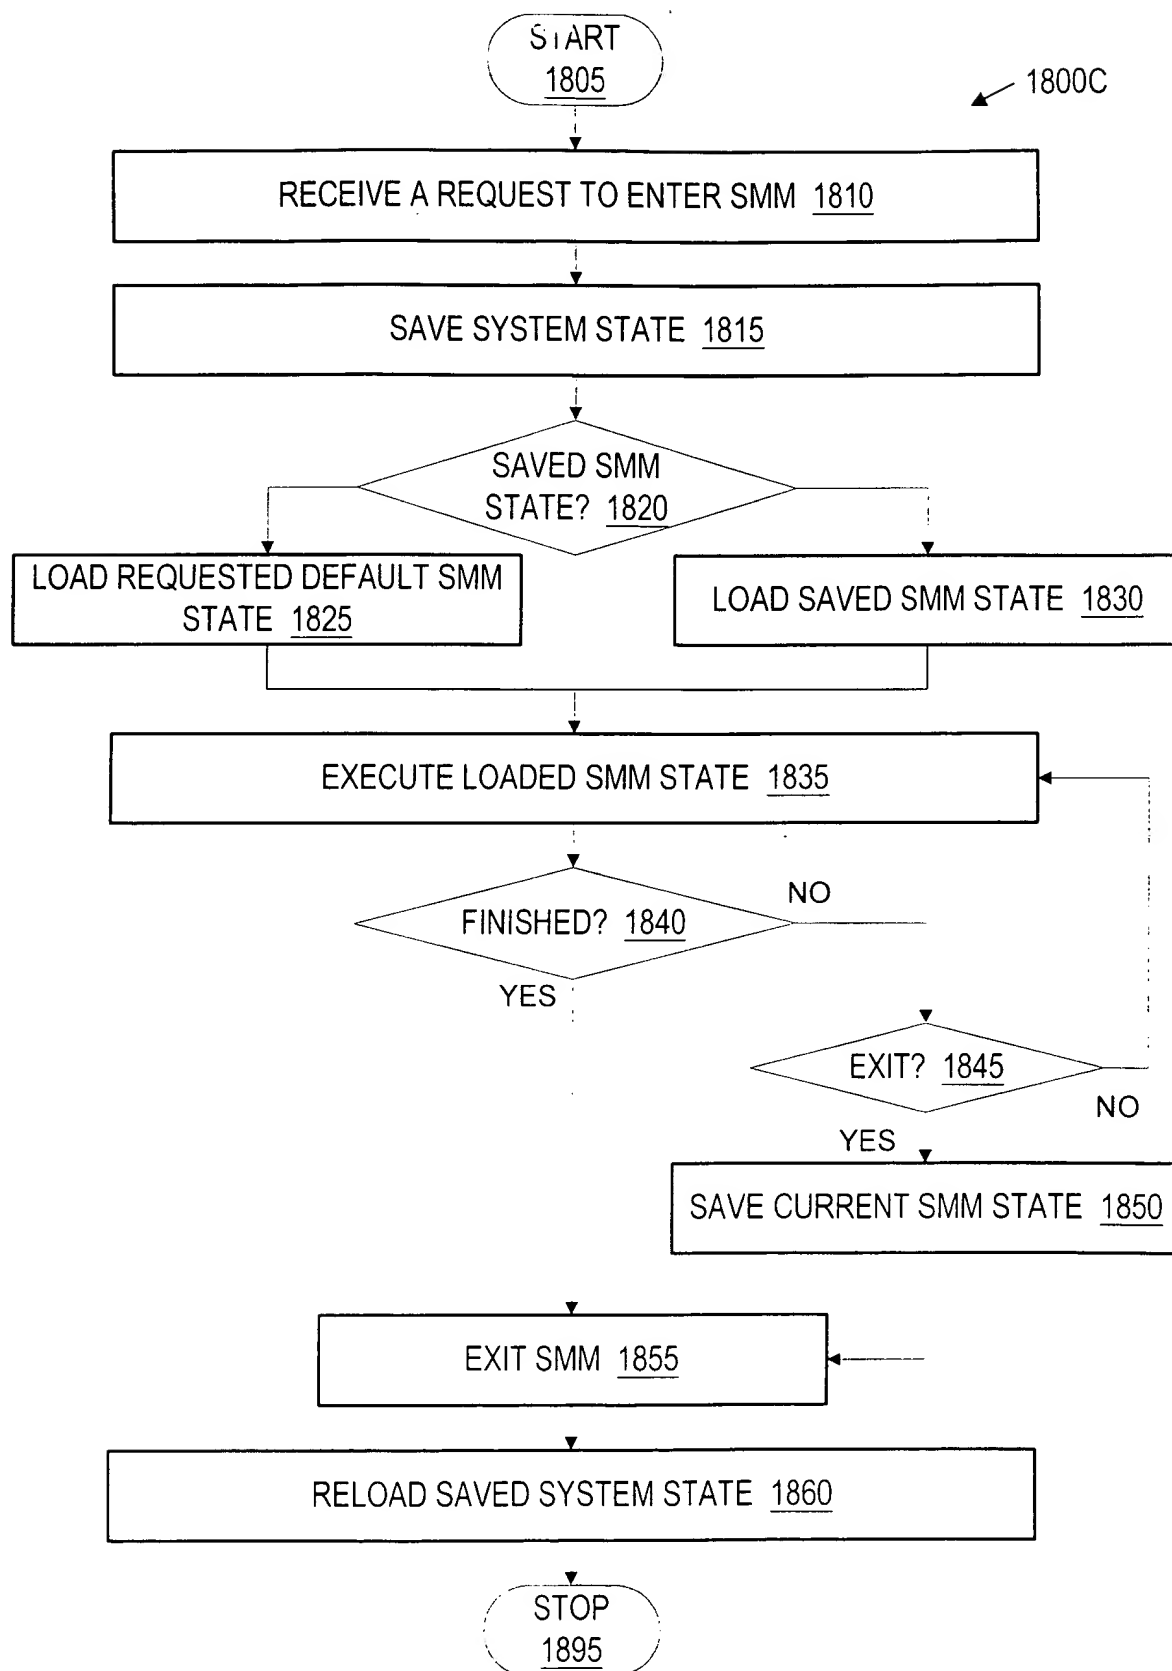 START
1805
1800C
RECEIVE A REQUEST TO ENTER SMM 1810
SAVE SYSTEM STATE 1815
SAVED SMM
STATE? 1820
LOAD REQUESTED DEFAULT SMM
STATE 1825
LOAD SAVED SMM STATE 1830
EXECUTE LOADED SMM STATE 1835
FINISHED? 1840
NO
YES
EXIT? 1845
NO
YES
SAVE CURRENT SMM STATE 1850
EXIT SMM 1855
RELOAD SAVED SYSTEM STATE 1860
STOP
1895